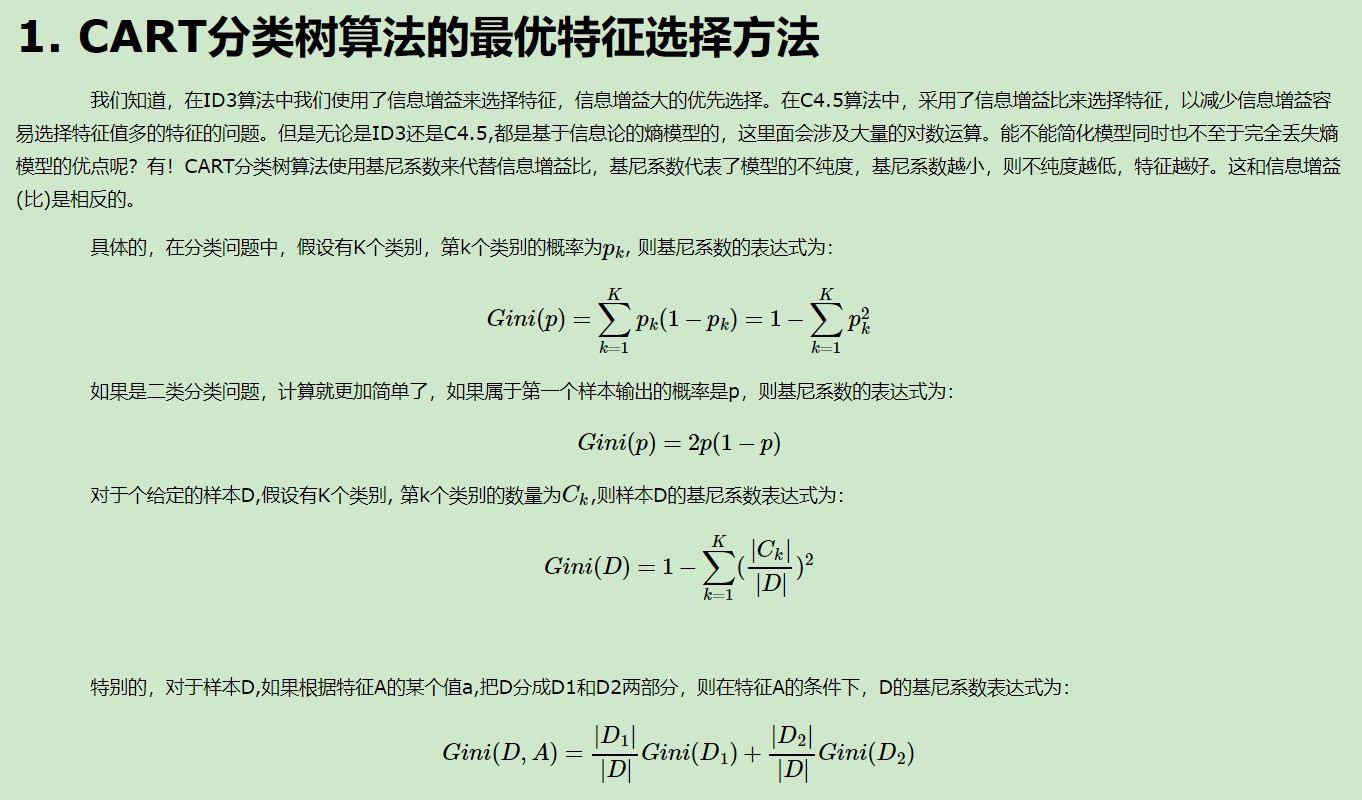 1. CART分类树算法的最优特征选择方法
我们知道，在ID3算法中我们使用了信息增益来选择特征，信息增益大的优先选择。在C4.5算法中，采用了信息增益比来选择特征，以减少信息增益容
易选择特征值多的特征的问题。但是无论是ID3还是C4.5,都是基于信息论的熵模型的，这里面会涉及大量的对数运算。能不能简化模型同时也不至于完全丢失熵
模型的优点呢？有！CART分类树算法使用基尼系数来代替信息增益比，基尼系数代表了模型的不纯度，基尼系数越小，则不纯度越低，特征越好。这和信息增益
(比)是相反的。
具体的，在分类问题中，假设有K个类别，第k个类别的概率为$p_k$, 则基尼系数的表达式为：
$Gini(p) = \sum_{k=1}^{K} p_k(1 - p_k) = 1 - \sum_{k=1}^{K} p_k^2$
如果是二类分类问题，计算就更加简单了，如果属于第一个样本输出的概率是p，则基尼系数的表达式为：
$Gini(p) = 2p(1 - p)$
对于个给定的样本D,假设有K个类别, 第k个类别的数量为$C_k$,则样本D的基尼系数表达式为：
$Gini(D) = 1 - \sum_{k=1}^{K} (\frac{|C_k|}{|D|})^2$
特别的，对于样本D,如果根据特征A的某个值a,把D分成D1和D2两部分，则在特征A的条件下，D的基尼系数表达式为：
$Gini(D, A) = \frac{|D_1|}{|D|} Gini(D_1) + \frac{|D_2|}{|D|} Gini(D_2)$